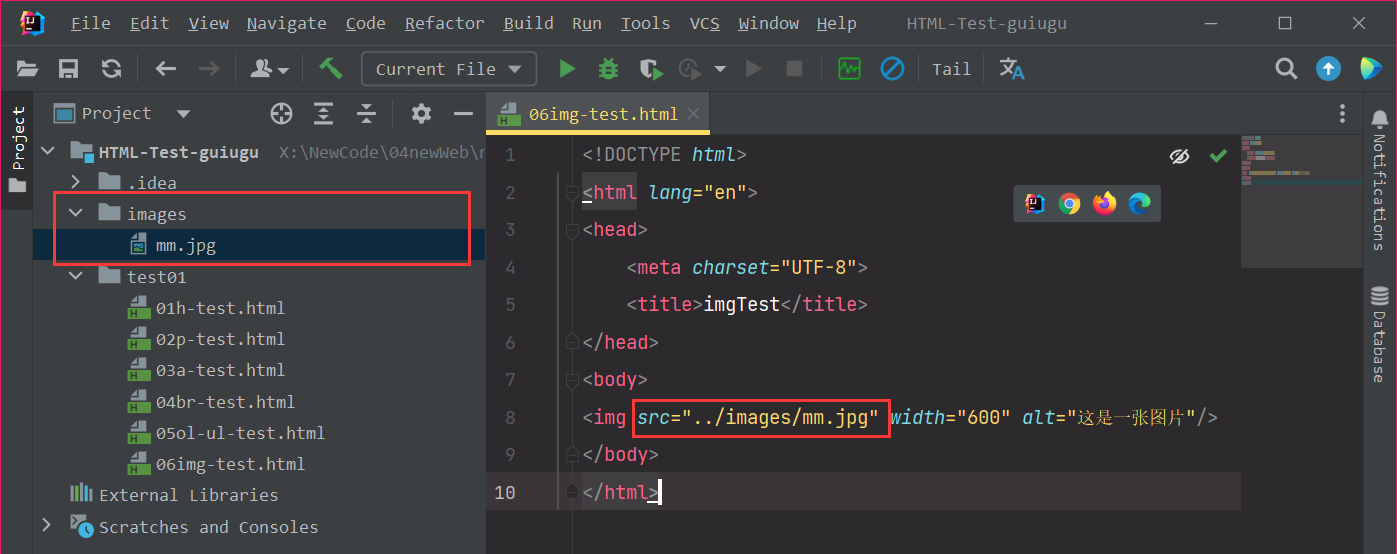 File Edit View Navigate Code Refactor Build Run Tools VCS Window Help HTML-Test-guiugu
Current File Tail
Project
Project
HTML-Test-guiugu X:\NewCode\04newWeb\
.idea
images
mm.jpg
test01
01h-test.html
02p-test.html
03a-test.html
04br-test.html
05ol-ul-test.html
06img-test.html
External Libraries
Scratches and Consoles
06img-test.html
1 <!DOCTYPE html>
2 <html lang="en">
3 <head>
4 <meta charset="UTF-8">
5 <title>imgTest</title>
6 </head>
7 <body>
8 <img src="../images/mm.jpg" width="600" alt="这是一张图片"/>
9 </body>
10 </html>
Notifications
Database